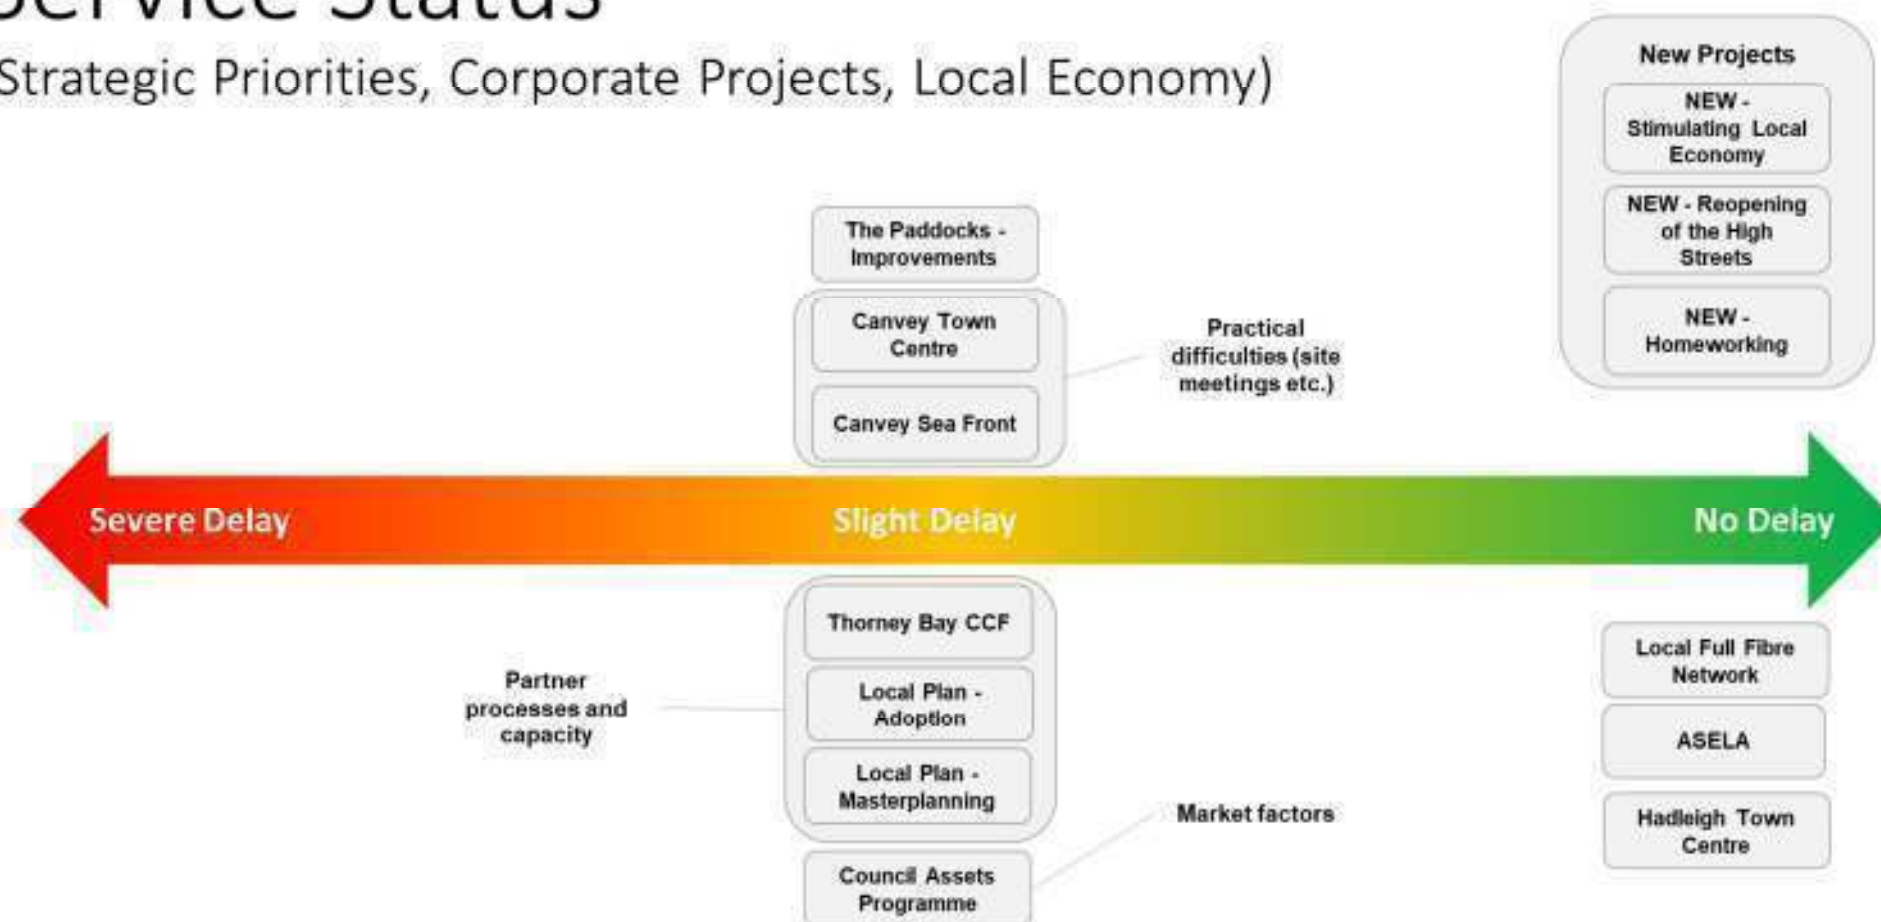 Service Status
Strategic Priorities, Corporate Projects, Local Economy)
New Projects
NEW -
Stimulating Local
Economy
NEW - Reopening
of the High
Streets
NEW -
Homeworking
The Paddocks -
Improvements
Canvey Town
Centre
Canvey Sea Front
Practical
difficulties (site
meetings etc.)
Severe Delay
Slight Delay
No Delay
Thorney Bay CCF
Local Plan -
Adoption
Local Plan -
Masterplanning
Council Assets
Programme
Partner
processes and
capacity
Market factors
Local Full Fibre
Network
ASELA
Hadleigh Town
Centre